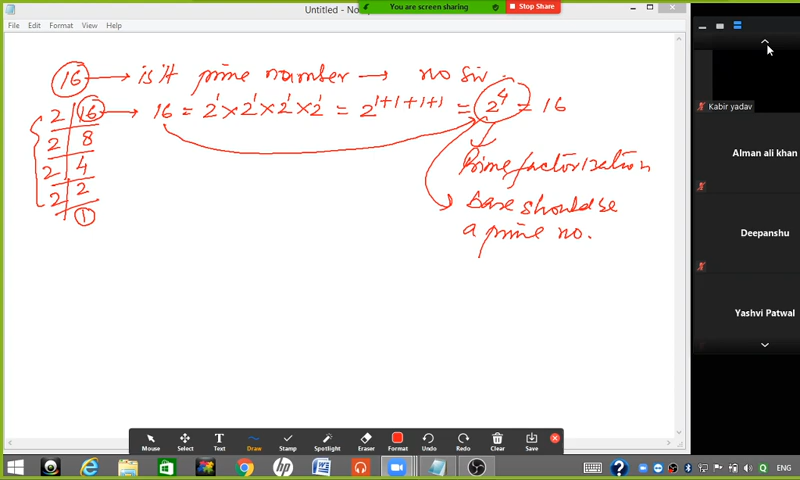 Untitled - No
You are screen sharing
Stop Share
File Edit Format View Help
16 → is it prime number → no sir.
2 | 16 → 16 = 2¹ × 2¹ × 2¹ × 2¹ = 2^1+1+1+1 = 2⁴ = 16
2 | 8
2 | 4
2 | 2
1
Prime factorization
base should be
a prime no.
Kabir yadav
Alman ali khan
Deepanshu
Yashvi Patwal
Mouse Select Text Draw Stamp Spotlight Eraser Format Undo Redo Clear Save
ENG